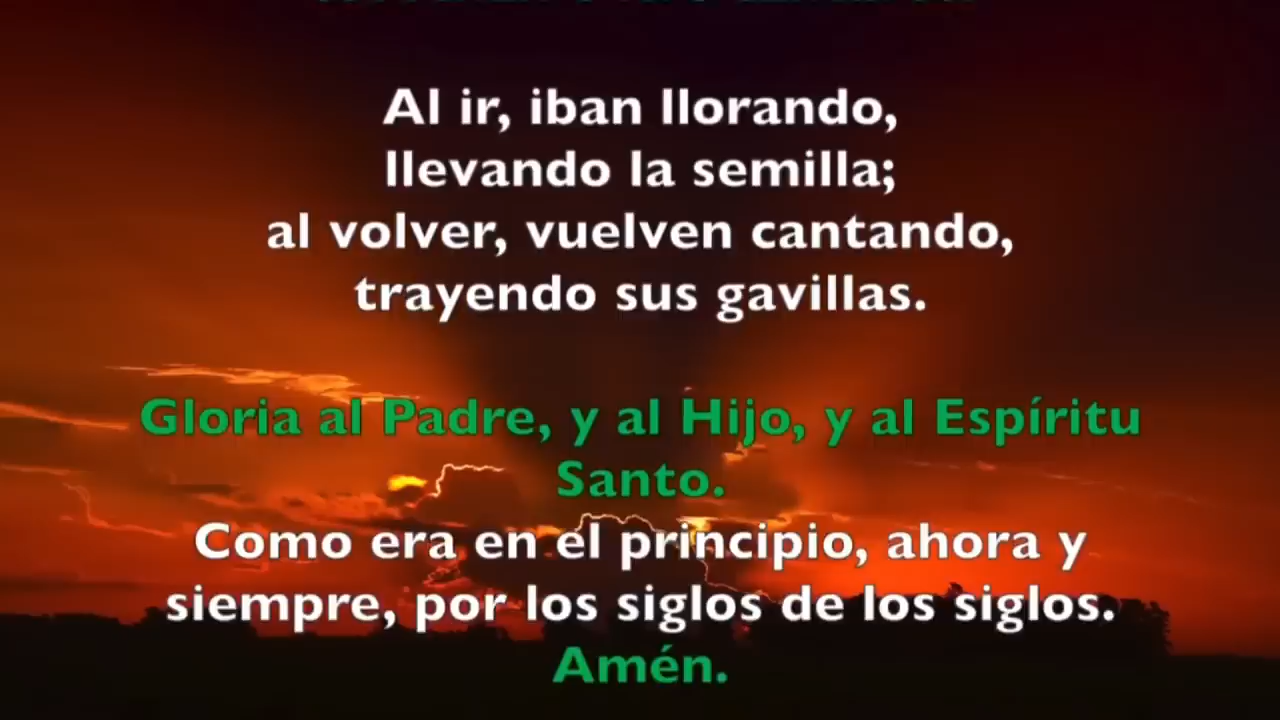 Al ir, iban llorando,
llevando la semilla;
al volver, vuelven cantando,
trayendo sus gavillas.
Gloria al Padre, y al Hijo, y al Espíritu
Santo.
Como era en el principio, ahora y
siempre, por los siglos de los siglos.
Amén.